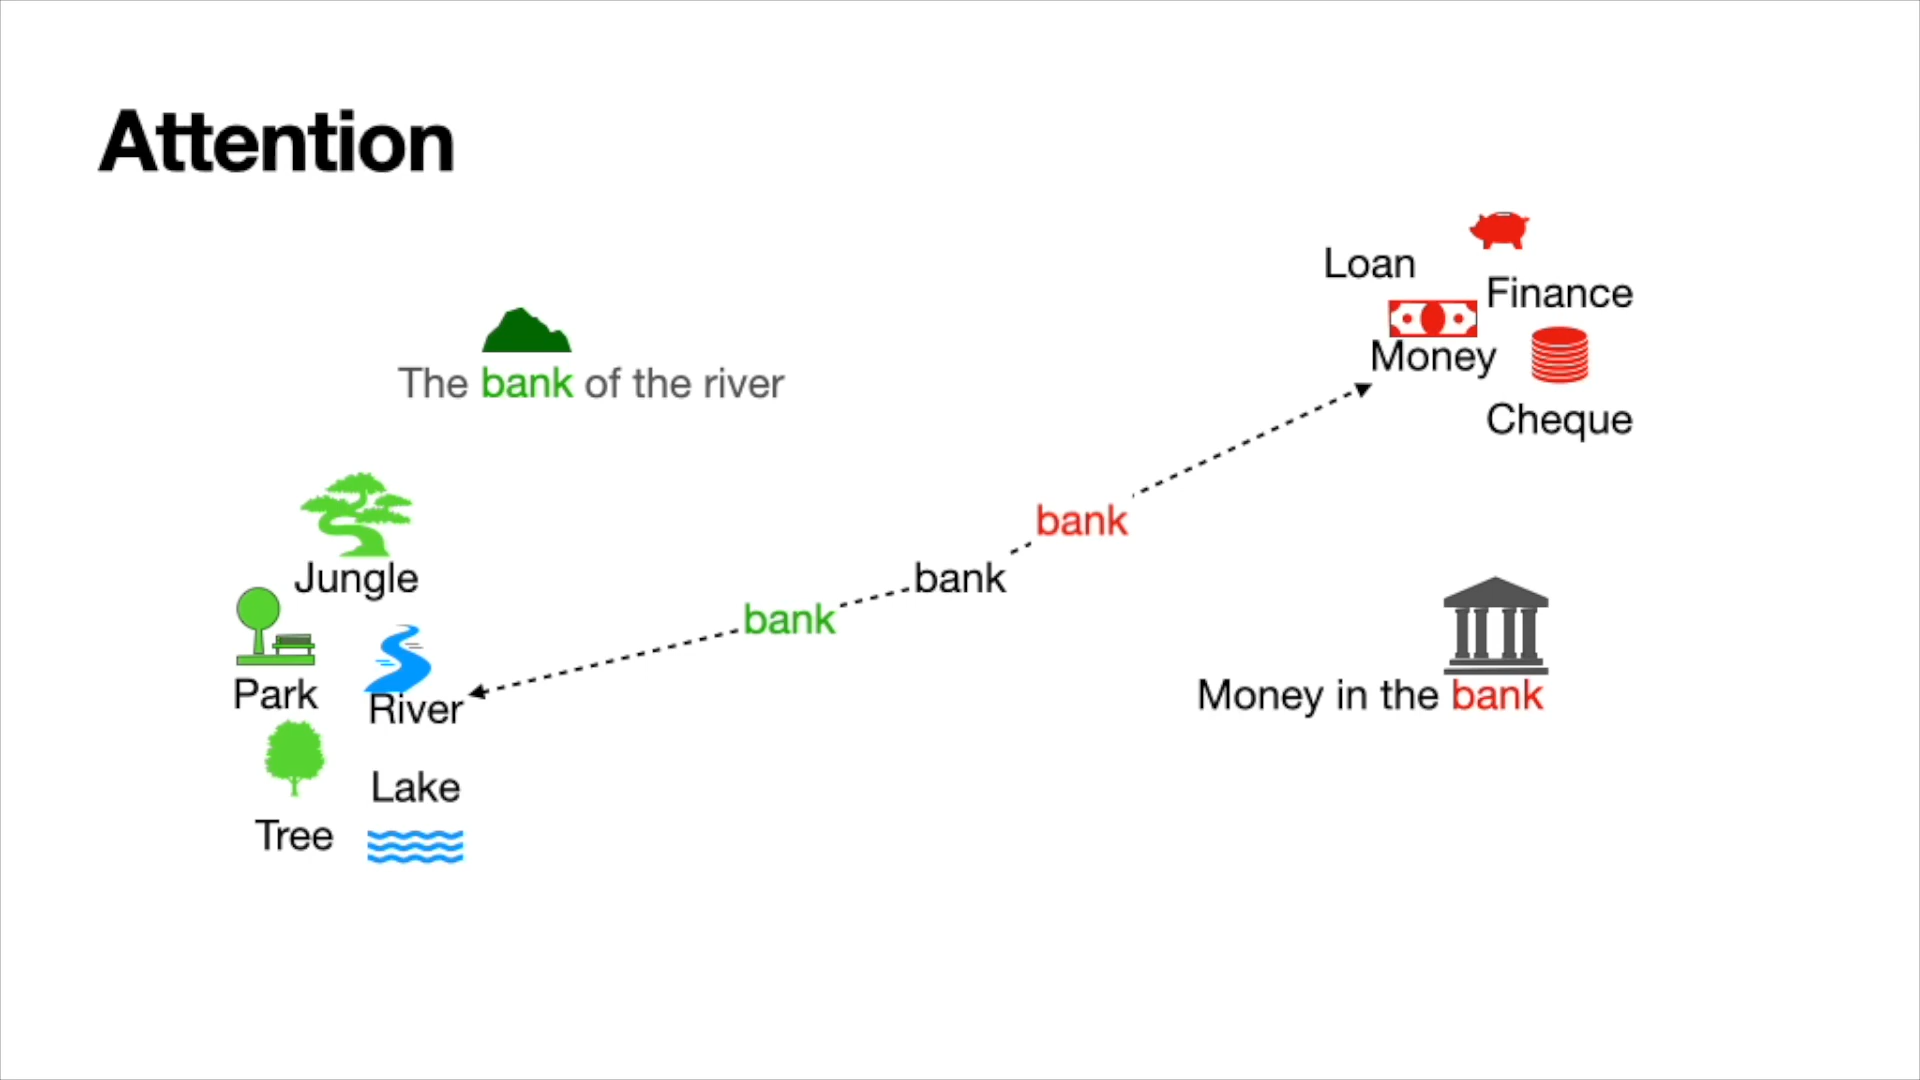 Attention
Loan
Finance
Money
Cheque
The bank of the river
bank
bank
bank
Jungle
Park
River
Lake
Tree
Money in the bank